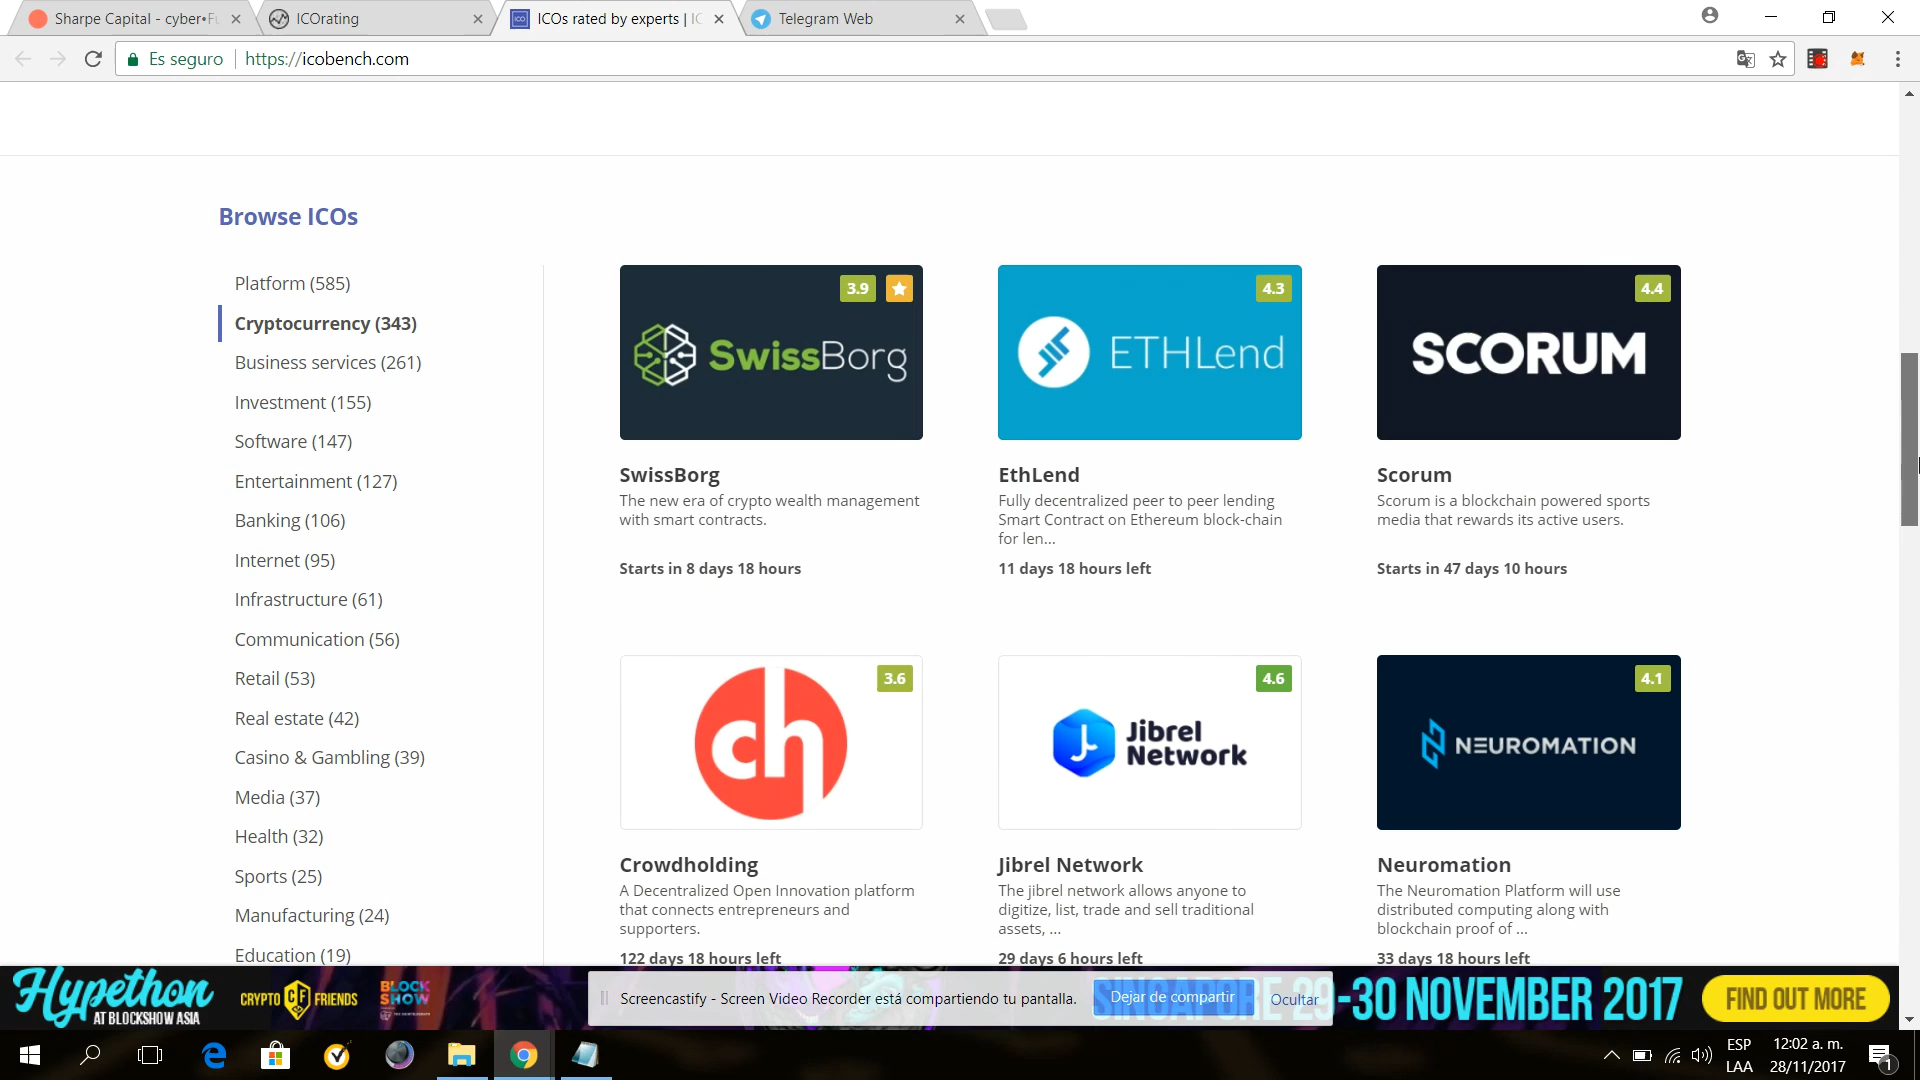 Sharpe Capital - cyber•Fu
ICOrating
ICOs rated by experts | IC
Telegram Web
Es seguro
https://icobench.com
Browse ICOs
Platform (585)
Cryptocurrency (343)
Business services (261)
Investment (155)
Software (147)
Entertainment (127)
Banking (106)
Internet (95)
Infrastructure (61)
Communication (56)
Retail (53)
Real estate (42)
Casino & Gambling (39)
Media (37)
Health (32)
Sports (25)
Manufacturing (24)
Education (19)
3.9
SwissBorg
SwissBorg
The new era of crypto wealth management
with smart contracts.
Starts in 8 days 18 hours
4.3
ETHLend
EthLend
Fully decentralized peer to peer lending
Smart Contract on Ethereum block-chain
for len...
11 days 18 hours left
4.4
SCORUM
Scorum
Scorum is a blockchain powered sports
media that rewards its active users.
Starts in 47 days 10 hours
3.6
ch
Crowdholding
A Decentralized Open Innovation platform
that connects entrepreneurs and
supporters.
122 days 18 hours left
4.6
Jibrel
Network
Jibrel Network
The jibrel network allows anyone to
digitize, list, trade and sell traditional
assets, ...
29 days 6 hours left
4.1
NEUROMATION
Neuromation
The Neuromation Platform will use
distributed computing along with
blockchain proof of ...
33 days 18 hours left
Hypethon
AT BLOCKSHOW ASIA
CRYPTO CF FRIENDS
BLOCK
SHOW
Screencastify - Screen Video Recorder está compartiendo tu pantalla.
Dejar de compartir
Ocultar
SINGAPORE 29-30 NOVEMBER 2017
FIND OUT MORE
ESP
LAA
12:02 a. m.
28/11/2017
1